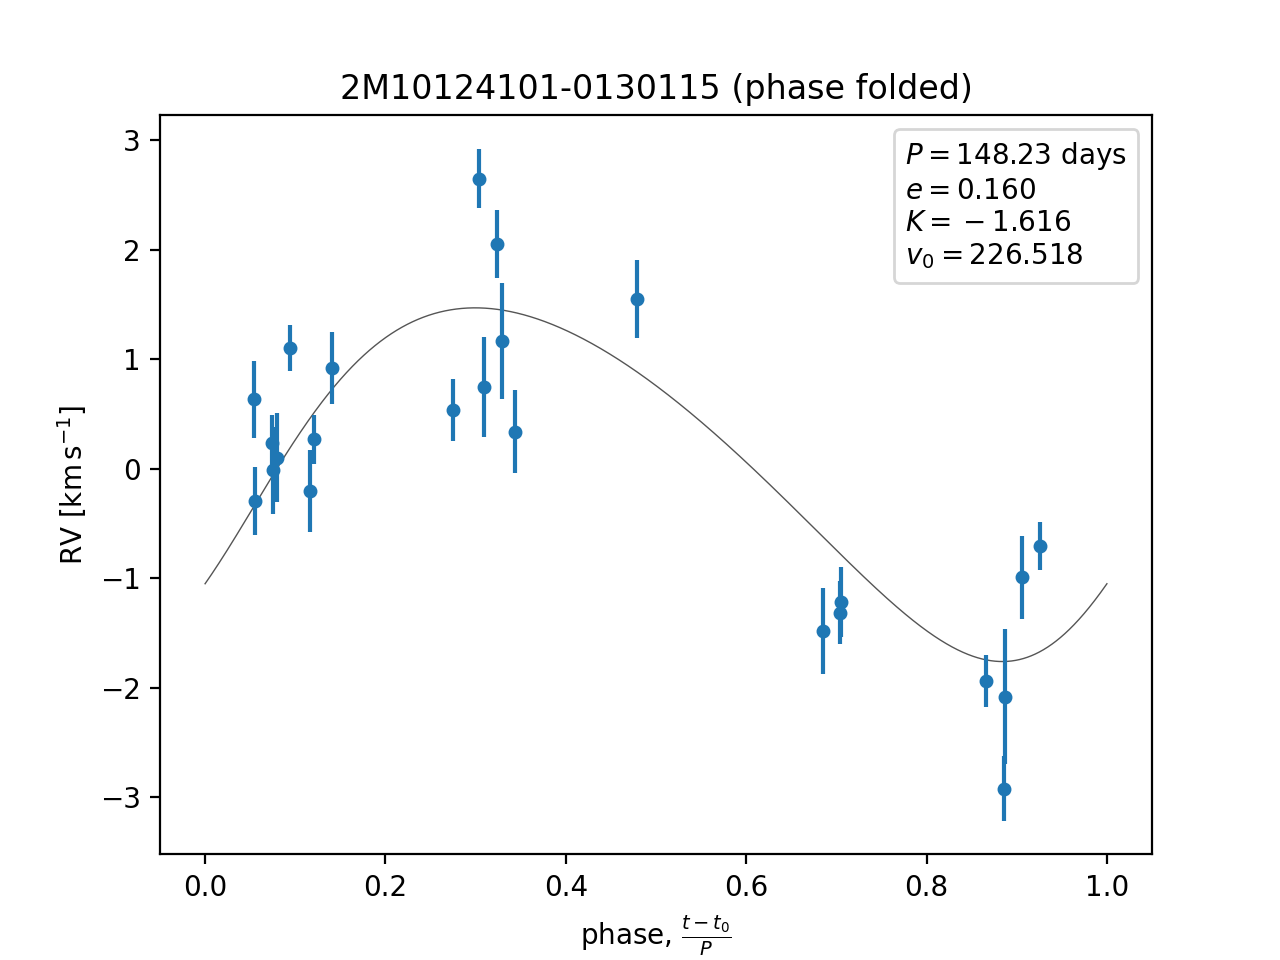 2M10124101-0130115 (phase folded)
P = 148.23 days
e = 0.160
K = −1.616
v₀ = 226.518
3
2
1
0
−1
−2
−3
RV [km s⁻¹]
0.0 0.2 0.4 0.6 0.8 1.0
phase, (t − t₀)/P